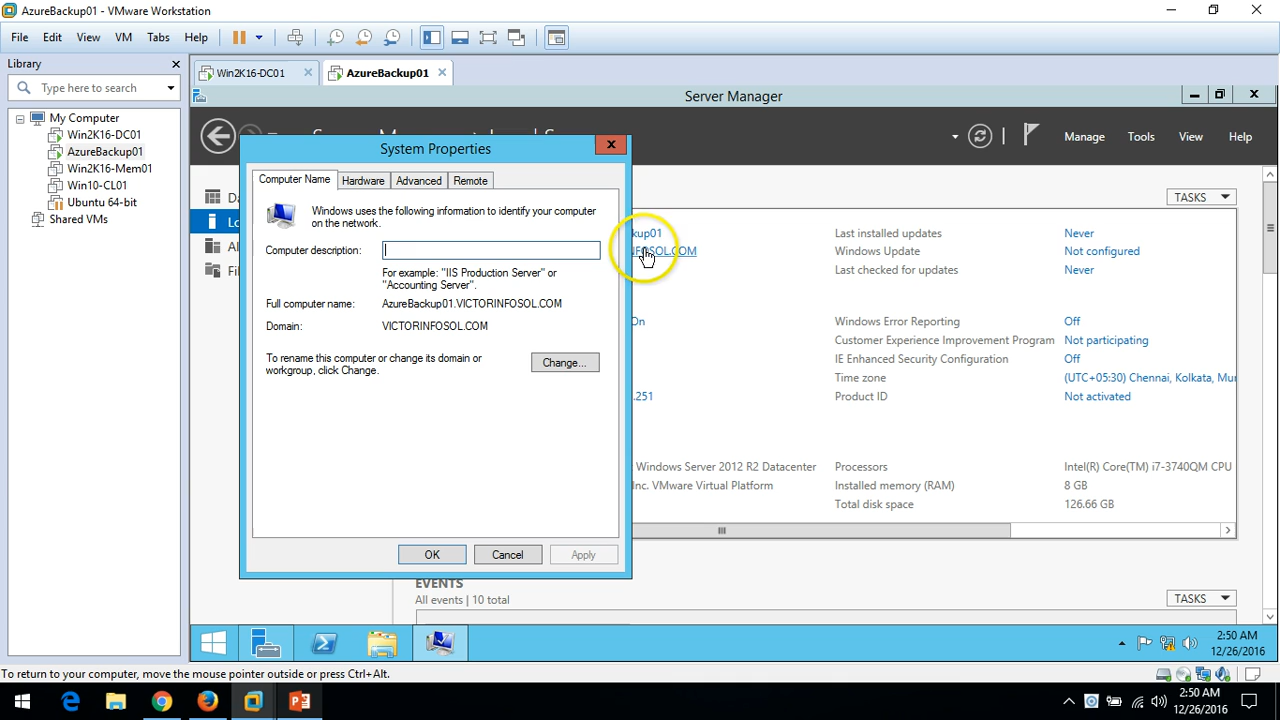 AzureBackup01 - VMware Workstation
File Edit View VM Tabs Help
Library
Type here to search
My Computer
Win2K16-DC01
AzureBackup01
Win2K16-Mem01
Win10-CL01
Ubuntu 64-bit
Shared VMs
Win2K16-DC01
AzureBackup01
Server Manager
Manage Tools View Help
TASKS
System Properties
Computer Name Hardware Advanced Remote
Windows uses the following information to identify your computer
on the network.
Computer description:
For example: "IIS Production Server" or
"Accounting Server".
Full computer name: AzureBackup01.VICTORINFOSOL.COM
Domain: VICTORINFOSOL.COM
To rename this computer or change its domain or
workgroup, click Change.
Change...
OK Cancel Apply
kup01 Last installed updates Never
NFOSOL.COM Windows Update Not configured
Last checked for updates Never
On Windows Error Reporting Off
Customer Experience Improvement Program Not participating
IE Enhanced Security Configuration Off
Time zone (UTC+05:30) Chennai, Kolkata, Mu
.251 Product ID Not activated
Windows Server 2012 R2 Datacenter Processors Intel(R) Core(TM) i7-3740QM CPU
Inc. VMware Virtual Platform Installed memory (RAM) 8 GB
Total disk space 126.66 GB
EVENTS
All events | 10 total
TASKS
2:50 AM
12/26/2016
To return to your computer, move the mouse pointer outside or press Ctrl+Alt.
2:50 AM
12/26/2016